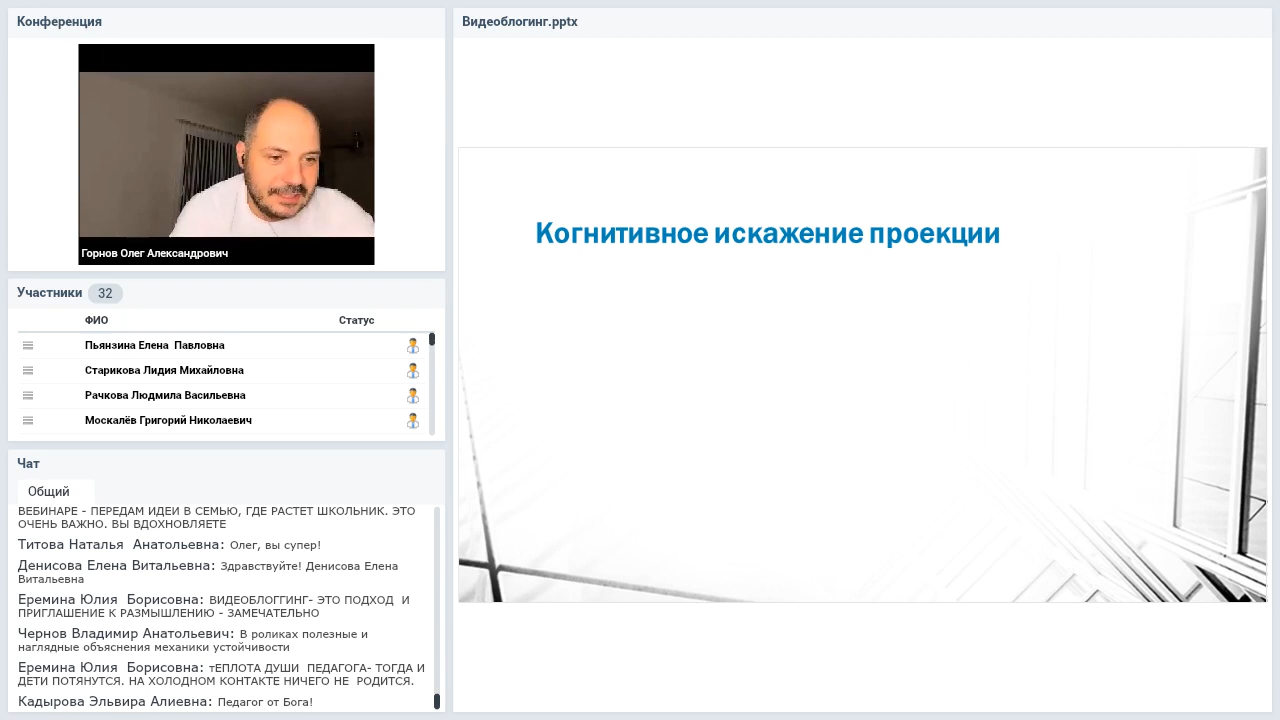 Конференция
Горнов Олег Александрович
Участники 32
ФИО Статус
Пьянзина Елена  Павловна
Старикова Лидия Михайловна
Рачкова Людмила Васильевна
Москалёв Григорий Николаевич
Чат
Общий
ВЕБИНАРЕ - ПЕРЕДАМ ИДЕИ В СЕМЬЮ, ГДЕ РАСТЕТ ШКОЛЬНИК. ЭТО
ОЧЕНЬ ВАЖНО. ВЫ ВДОХНОВЛЯЕТЕ
Титова Наталья  Анатольевна: Олег, вы супер!
Денисова Елена Витальевна: Здравствуйте! Денисова Елена
Витальевна
Еремина Юлия  Борисовна: ВИДЕОБЛОГГИНГ- ЭТО ПОДХОД  И
ПРИГЛАШЕНИЕ К РАЗМЫШЛЕНИЮ - ЗАМЕЧАТЕЛЬНО
Чернов Владимир Анатольевич: В роликах полезные и
наглядные объяснения механики устойчивости
Еремина Юлия  Борисовна: тЕПЛОТА ДУШИ  ПЕДАГОГА- ТОГДА И
ДЕТИ ПОТЯНУТСЯ. НА ХОЛОДНОМ КОНТАКТЕ НИЧЕГО НЕ  РОДИТСЯ.
Кадырова Эльвира Алиевна: Педагог от Бога!
Видеоблогинг.pptx
Когнитивное искажение проекции